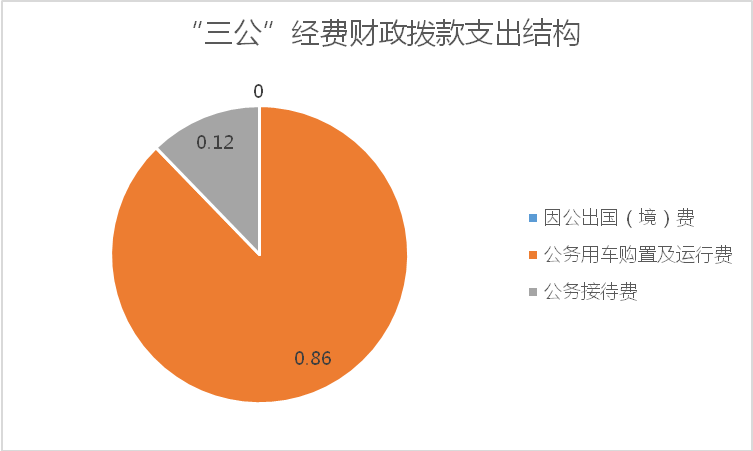 “三公”经费财政拨款支出结构
0
0.12
0.86
因公出国（境）费
公务用车购置及运行费
公务接待费